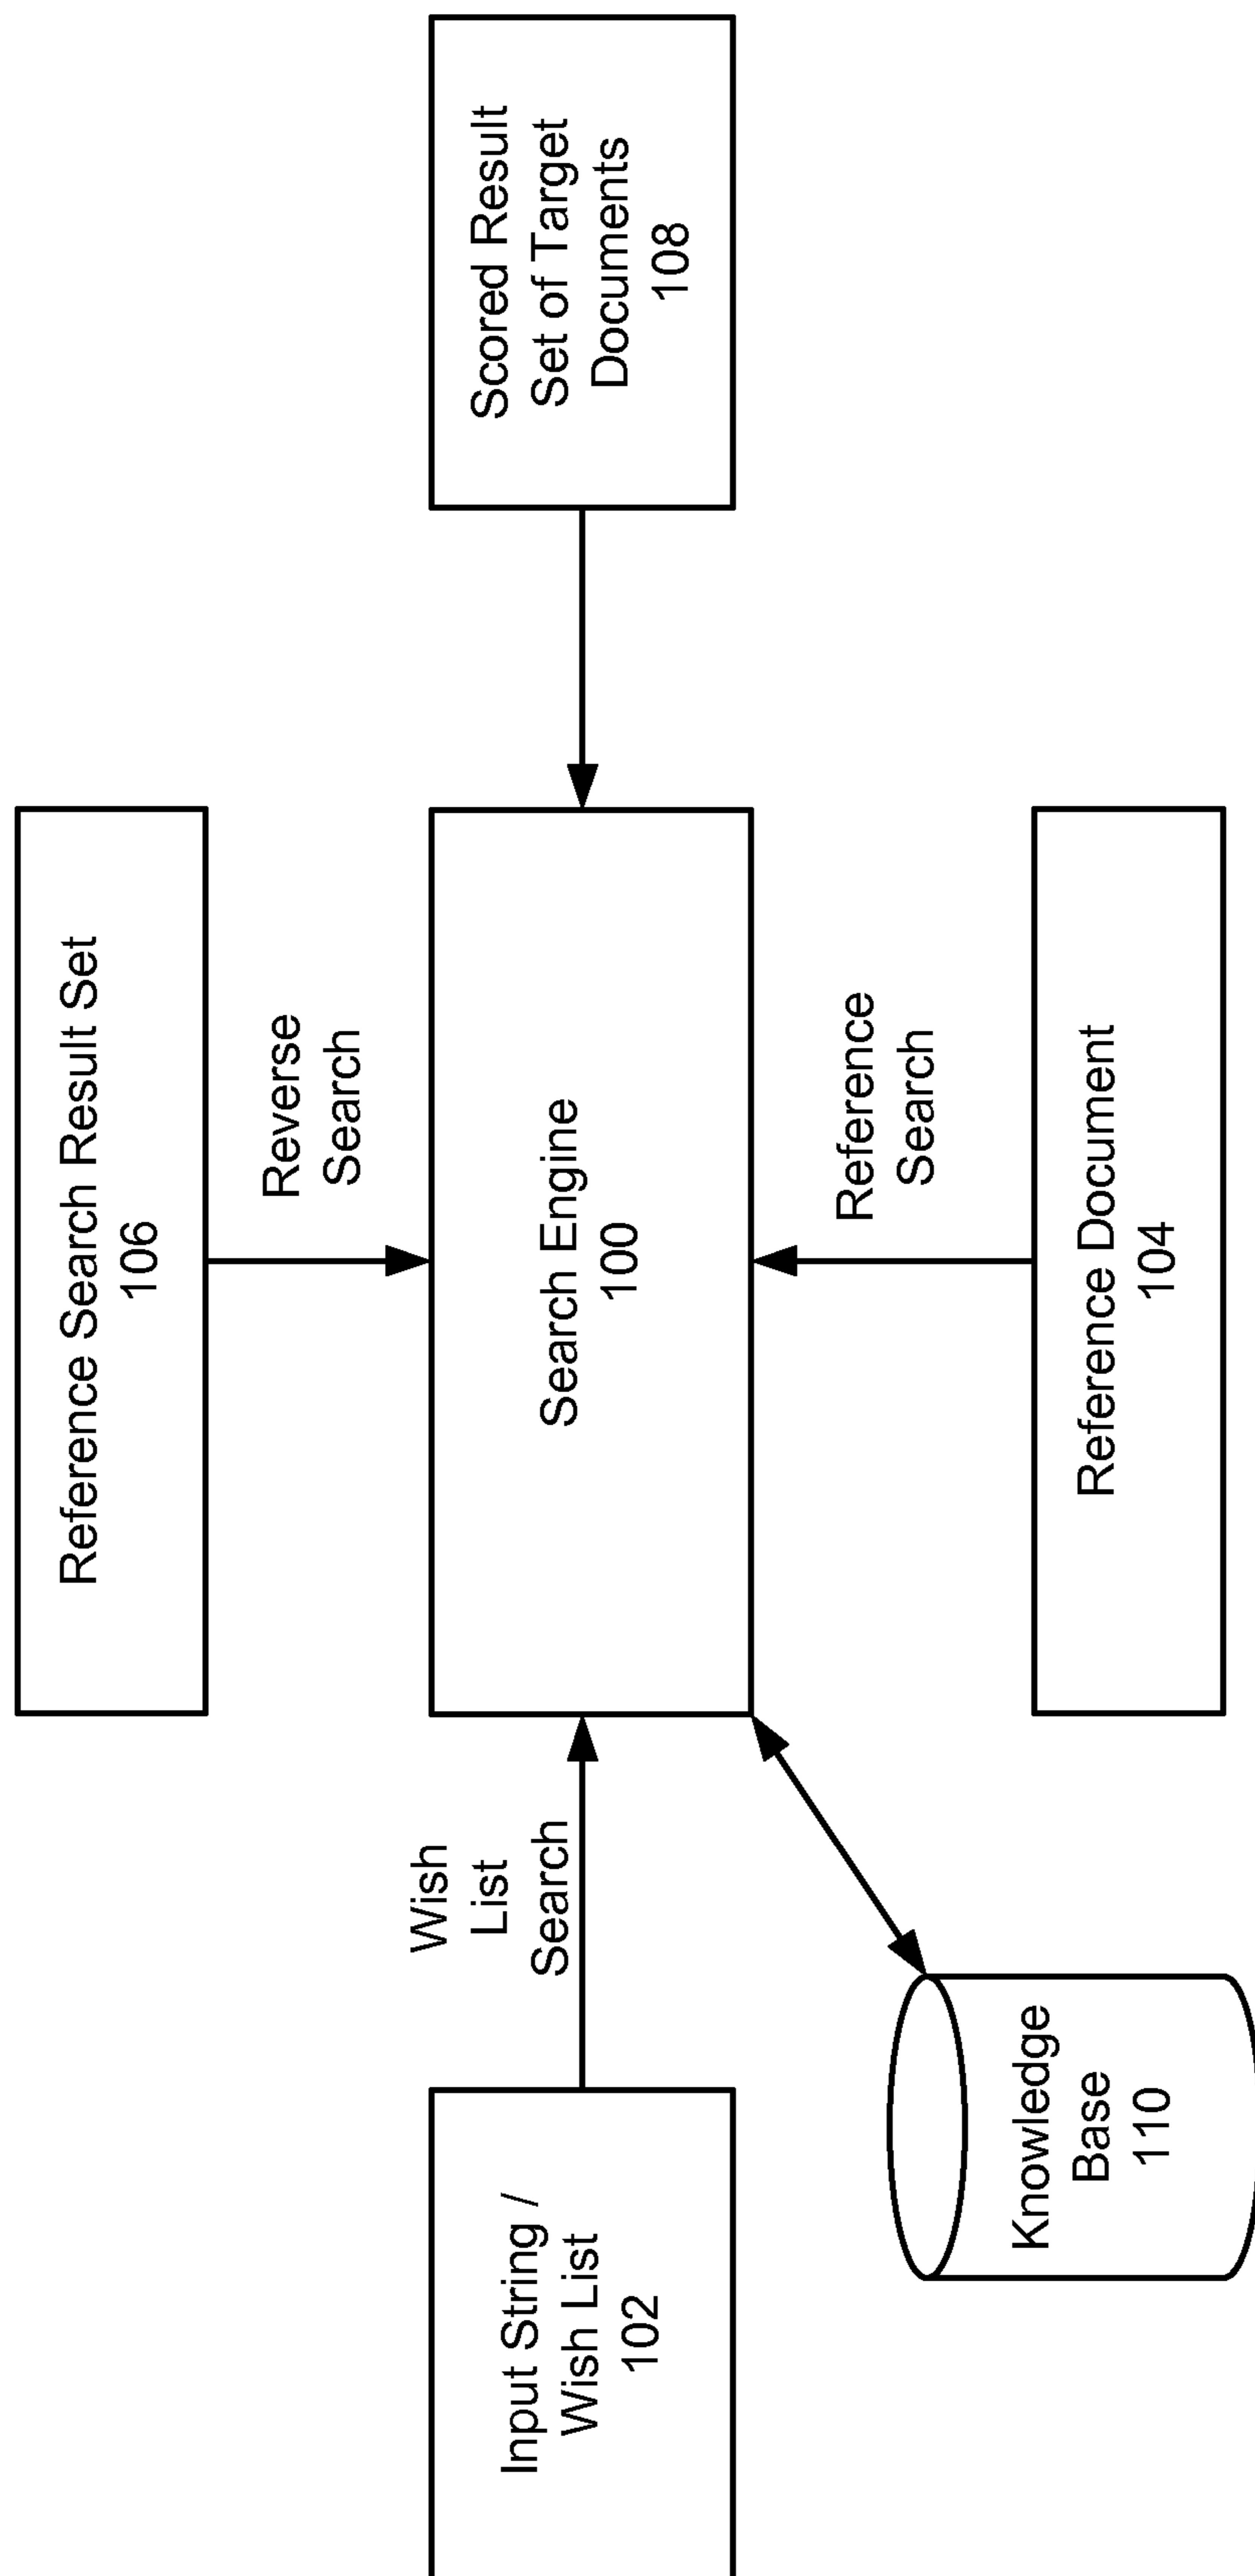 Reference Search Result Set
106
Reverse
Search
Input String /
Wish List
102
Wish
List
Search
Search Engine
100
Scored Result
Set of Target
Documents
108
Reference
Search
Knowledge
Base
110
Reference Document
104